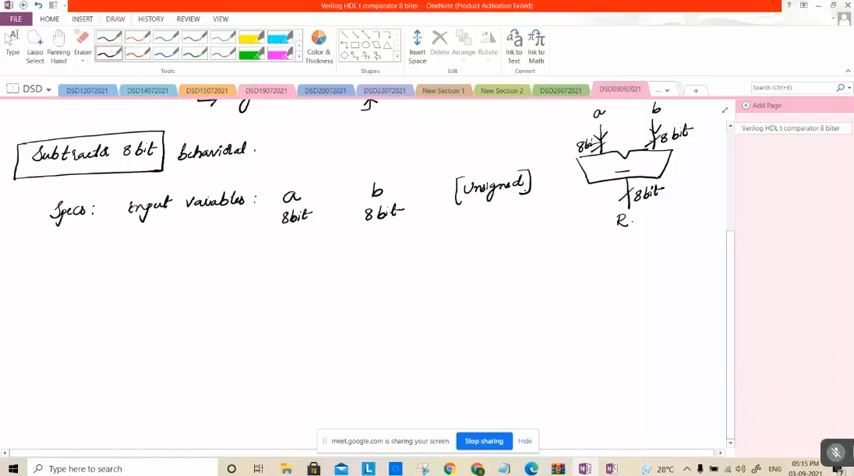 Verilog HDL t comparator 8 biter - OneNote (Product Activation Failed)
FILE HOME INSERT DRAW HISTORY REVIEW VIEW
Type
Lasso Select
Panning Hand
Eraser
Color & Thickness
Insert Space
Delete
Arrange
Rotate
Ink to Text
Ink to Math
Tools Shapes Edit Convert
DSD DSD12072021 DSD14072021 DSD15072021 DSD19072021 DSD20072021 DSD22072021 New Section 1 New Section 2 DSD29072021 DSD03092021 Search (Ctrl+E)
Add Page
Verilog HDL t comparator 8 biter
a b
8bit 8bit
8bit
R.
Subtracto 8bit behavioral.
Specs: Input variables: a b [Unsigned]
8bit 8bit
meet.google.com is sharing your screen. Stop sharing Hide
Type here to search
28°C
ENG
05:15 PM
03-09-2021